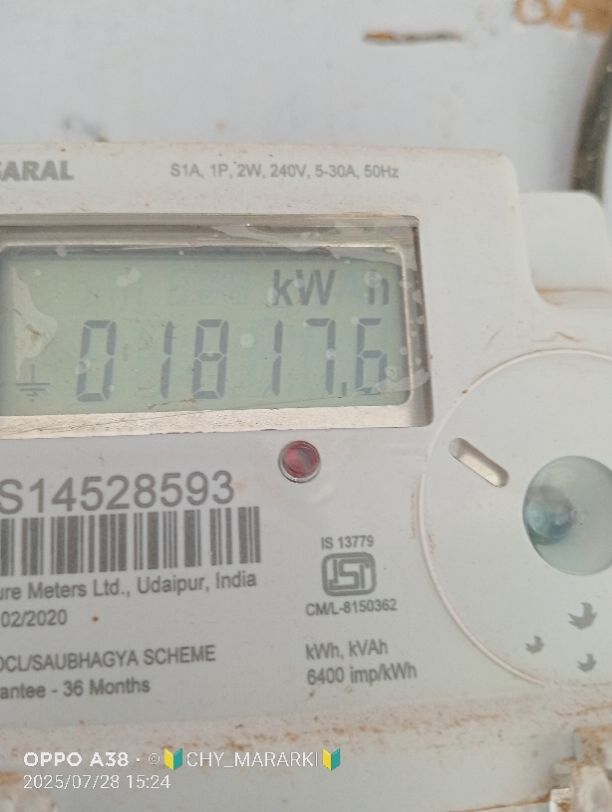 SARAL
S1A, 1P, 2W, 240V, 5-30A, 50Hz
kW h
01817.6
S14528593
ure Meters Ltd., Udaipur, India
02/2020
IS 13779
CM/L-8150362
OCL/SAUBHAGYA SCHEME
antee - 36 Months
kWh, kVAh
6400 imp/kWh
OPPO A38 · ©🔰CHY_MARARKI🔰
2025/07/28 15:24